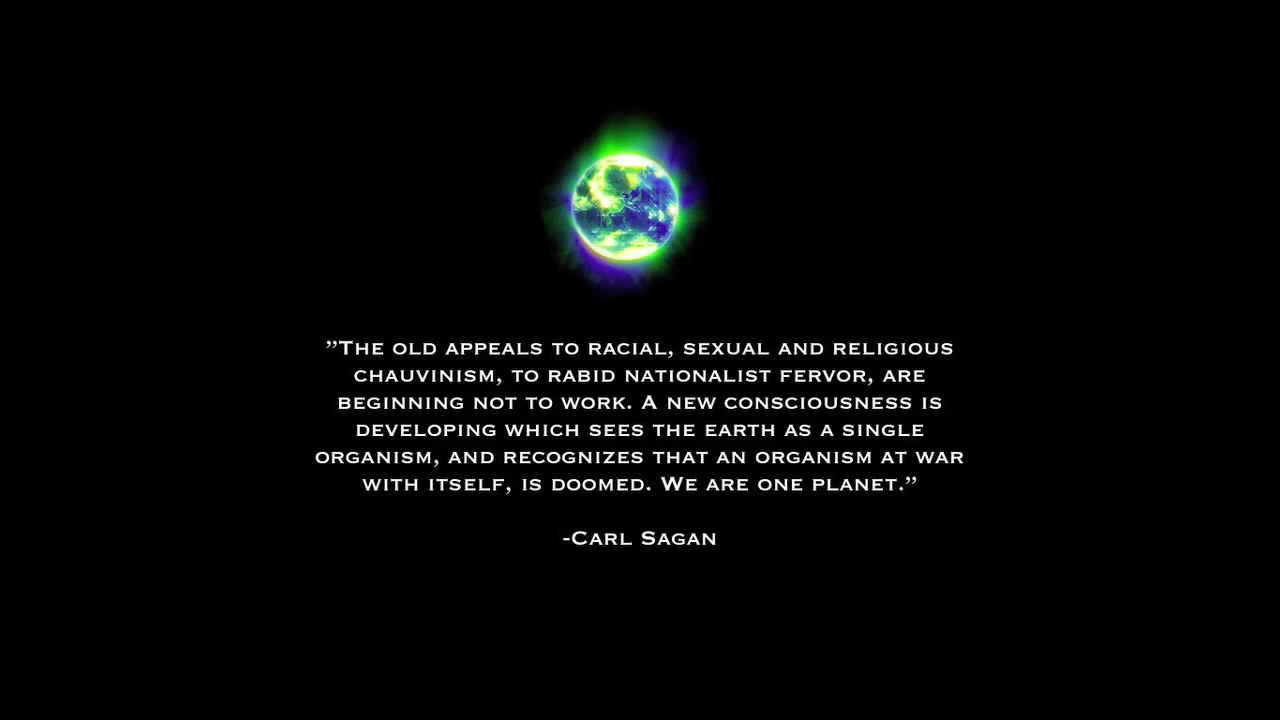 ”The old appeals to racial, sexual and religious
chauvinism, to rabid nationalist fervor, are
beginning not to work. A new consciousness is
developing which sees the earth as a single
organism, and recognizes that an organism at war
with itself, is doomed. We are one planet.”
-Carl Sagan